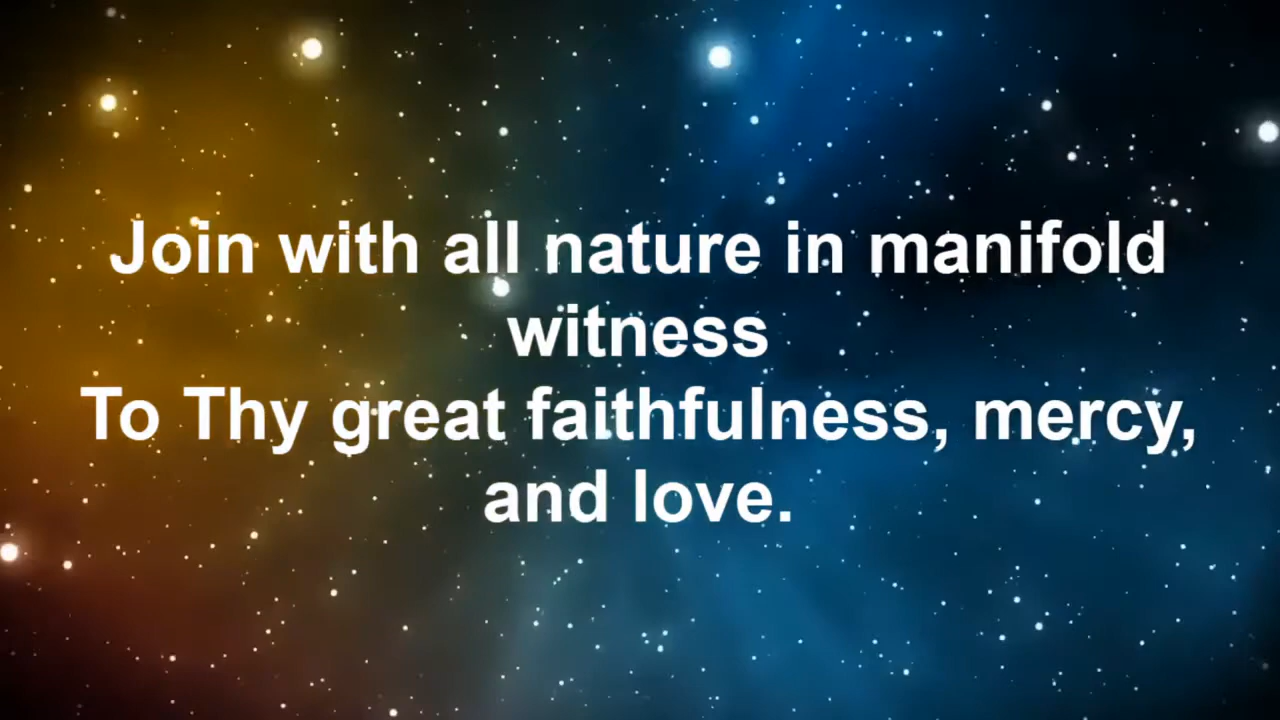 Join with all nature in manifold
witness
To Thy great faithfulness, mercy,
and love.